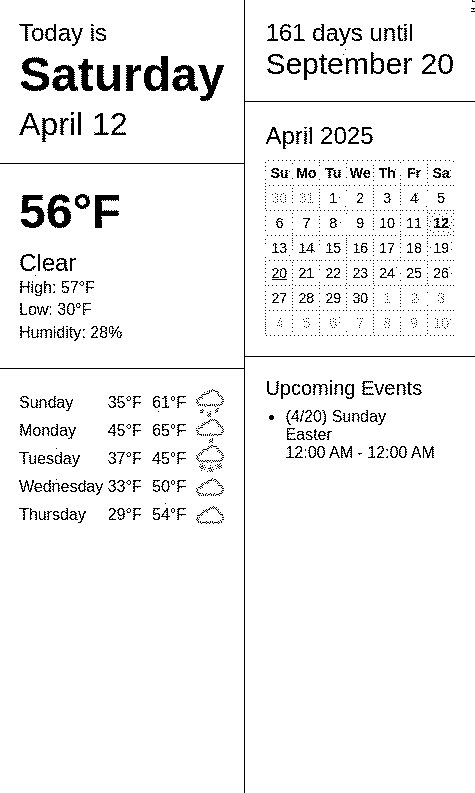 Today is
Saturday
April 12
56°F
Clear
High: 57°F
Low: 30°F
Humidity: 28%
Sunday 35°F 61°F
Monday 45°F 65°F
Tuesday 37°F 45°F
Wednesday 33°F 50°F
Thursday 29°F 54°F
161 days until
September 20
April 2025
Su Mo Tu We Th Fr Sa
30 31 1 2 3 4 5
6 7 8 9 10 11 12
13 14 15 16 17 18 19
20 21 22 23 24 25 26
27 28 29 30 1 2 3
4 5 6 7 8 9 10
Upcoming Events
• (4/20) Sunday
Easter
12:00 AM - 12:00 AM